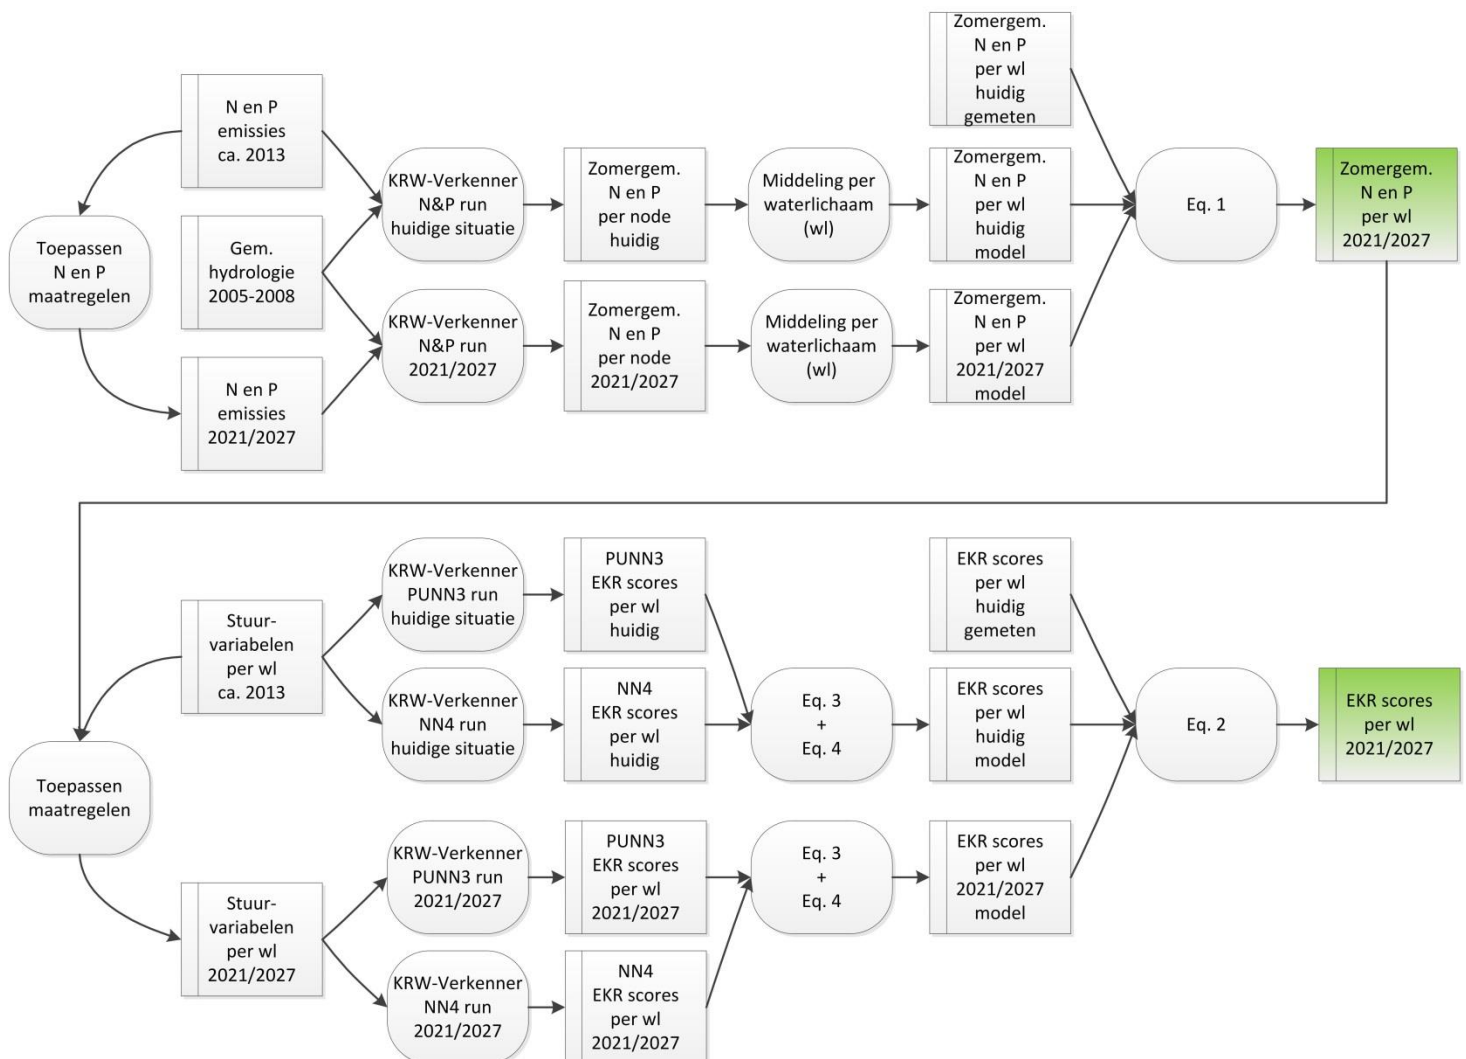 Zomergem.
N en P
per wl
huidig
gemeten
N en P
emissies
ca. 2013
KRW-Verkenner
N&P run
huidige situatie
Zomergem.
N en P
per node
huidig
Middeling per
waterlichaam
(wl)
Zomergem.
N en P
per wl
huidig
model
Eq. 1
Zomergem.
N en P
per wl
2021/2027
Toepassen
N en P
maatregelen
Gem.
hydrologie
2005-2008
KRW-Verkenner
N&P run
2021/2027
Zomergem.
N en P
per node
2021/2027
Middeling per
waterlichaam
(wl)
Zomergem.
N en P
per wl
2021/2027
model
N en P
emissies
2021/2027
KRW-Verkenner
PUNN3 run
huidige situatie
PUNN3
EKR scores
per wl
huidig
EKR scores
per wl
huidig
gemeten
Stuur-
variabelen
per wl
ca. 2013
KRW-Verkenner
NN4 run
huidige situatie
NN4
EKR scores
per wl
huidig
Eq. 3
+
Eq. 4
EKR scores
per wl
huidig
model
Eq. 2
EKR scores
per wl
2021/2027
Toepassen
maatregelen
KRW-Verkenner
PUNN3 run
2021/2027
PUNN3
EKR scores
per wl
2021/2027
Eq. 3
+
Eq. 4
EKR scores
per wl
2021/2027
model
Stuur-
variabelen
per wl
2021/2027
KRW-Verkenner
NN4 run
2021/2027
NN4
EKR scores
per wl
2021/2027